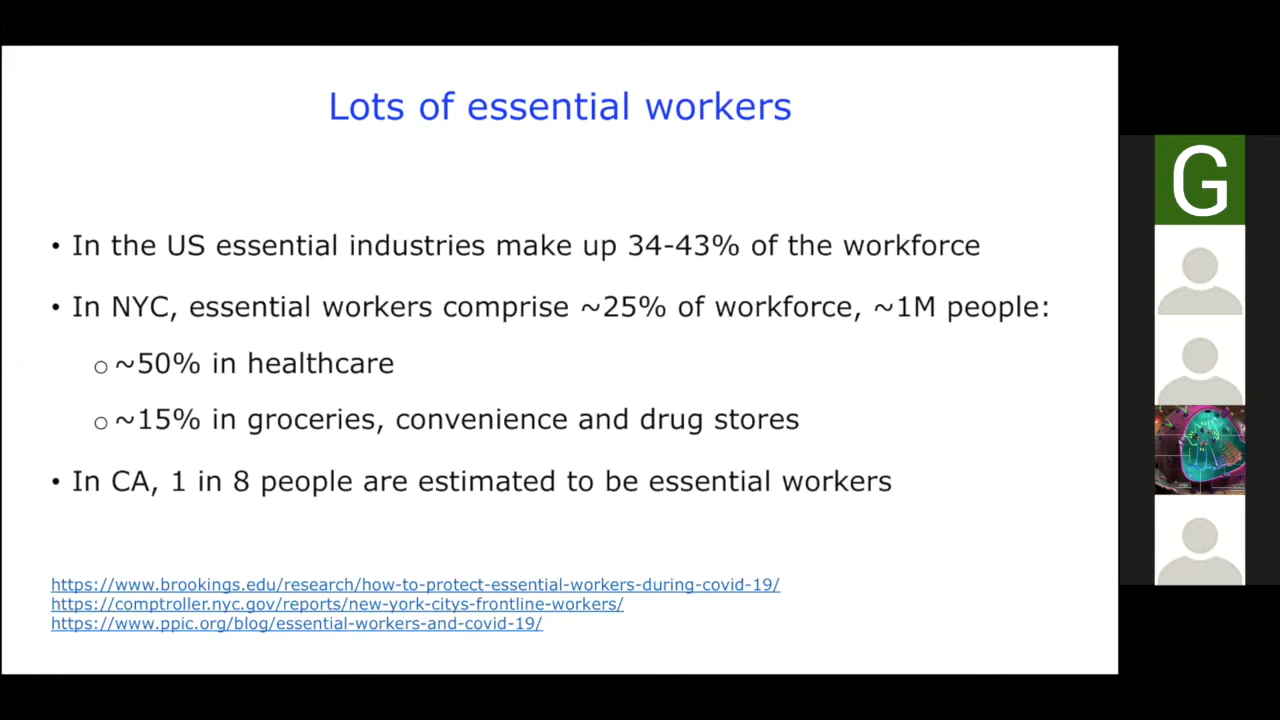 Lots of essential workers
• In the US essential industries make up 34-43% of the workforce
• In NYC, essential workers comprise ~25% of workforce, ~1M people:
○ ~50% in healthcare
○ ~15% in groceries, convenience and drug stores
• In CA, 1 in 8 people are estimated to be essential workers
https://www.brookings.edu/research/how-to-protect-essential-workers-during-covid-19/
https://comptroller.nyc.gov/reports/new-york-citys-frontline-workers/
https://www.ppic.org/blog/essential-workers-and-covid-19/
G